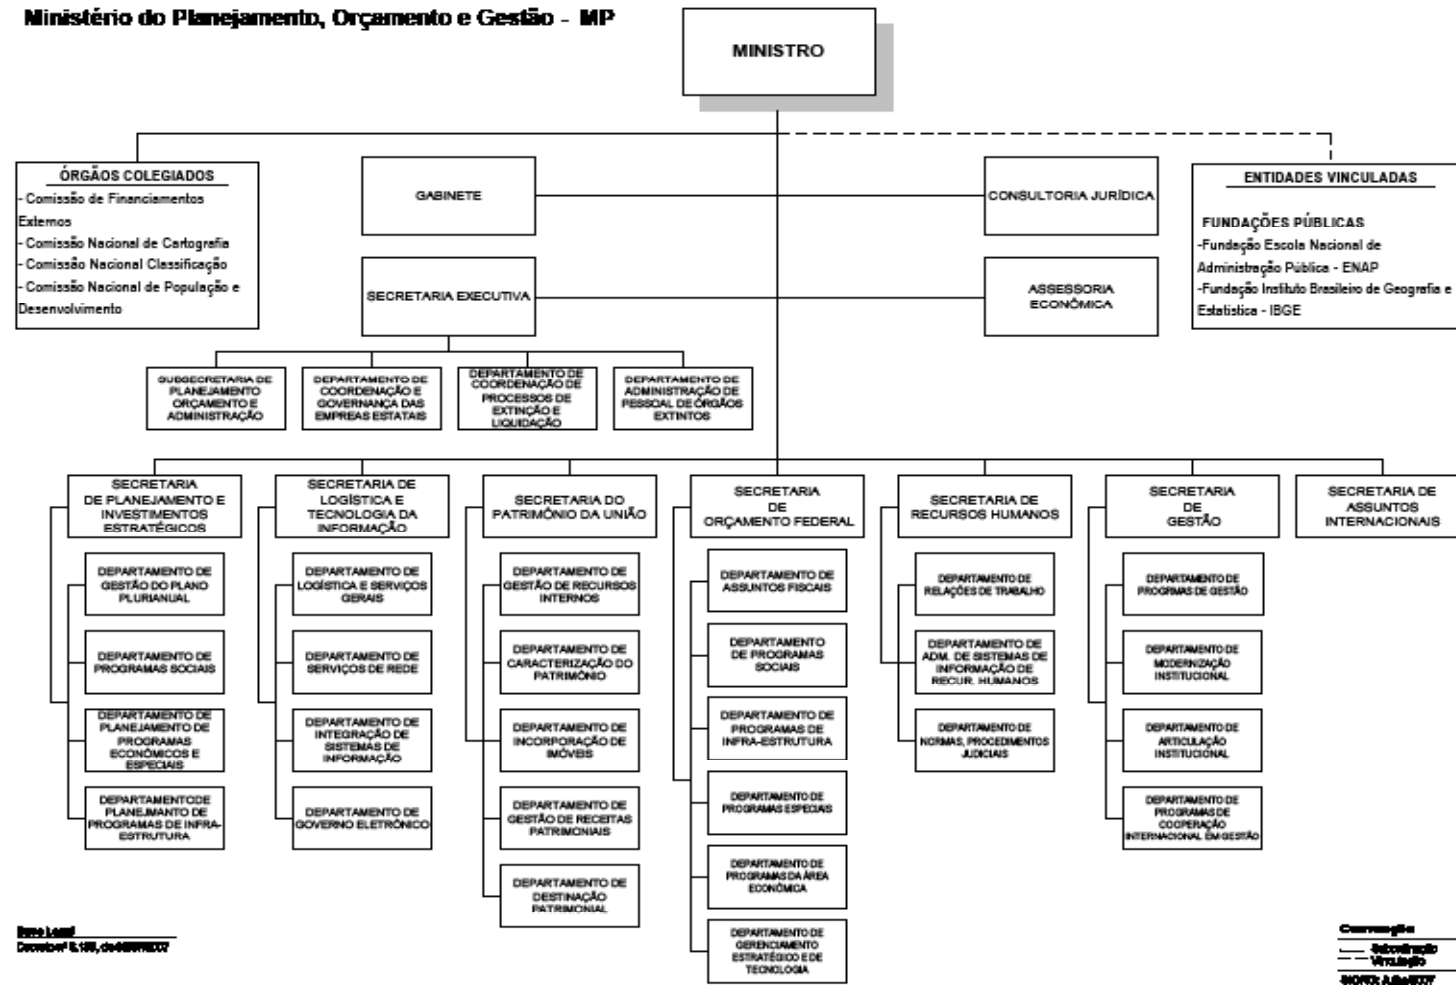 Ministério do Planejamento, Orçamento e Gestão - MP
MINISTRO
ÓRGÃOS COLEGIADOS
- Comissão de Financiamentos
Externos
- Comissão Nacional de Cartografia
- Comissão Nacional Classificação
- Comissão Nacional de População e
Desenvolvimento
GABINETE
CONSULTORIA JURÍDICA
ENTIDADES VINCULADAS
FUNDAÇÕES PÚBLICAS
-Fundação Escola Nacional de
Administração Pública - ENAP
-Fundação Instituto Brasileiro de Geografia e
Estatística - IBGE
SECRETARIA EXECUTIVA
ASSESSORIA
ECONÔMICA
SUBSECRETARIA DE
PLANEJAMENTO
ORÇAMENTO E
ADMINISTRAÇÃO
DEPARTAMENTO DE
COORDENAÇÃO E
GOVERNANÇA DAS
EMPREAS ESTATAIS
DEPARTAMENTO DE
COORDENAÇÃO DE
PROCESSOS DE
EXTINÇÃO E
LIQUIDAÇÃO
DEPARTAMENTO DE
ADMINISTRAÇÃO DE
PESSOAL DE ÓRGÃOS
EXTINTOS
SECRETARIA
DE PLANEJAMENTO E
INVESTIMENTOS
ESTRATÉGICOS
DEPARTAMENTO DE
GESTÃO DO PLANO
PLURIANUAL
DEPARTAMENTO DE
PROGRAMAS SOCIAIS
DEPARTAMENTO DE
PLANEJAMENTO DE
PROGRAMAS
ECONÔMICOS E
ESPECIAIS
DEPARTAMENTODE
PLANEJMANTO DE
PROGRAMAS DE INFRA-
ESTRUTURA
SECRETARIA DE
LOGÍSTICA E
TECNOLOGIA DA
INFORMAÇÃO
DEPARTAMENTO DE
LOGÍSTICA E SERVIÇOS
GERAIS
DEPARTAMENTO DE
SERVIÇOS DE REDE
DEPARTAMENTO DE
INTEGRAÇÃO DE
SISTEMAS DE
INFORMAÇÃO
DEPARTAMENTO DE
GOVERNO ELETRÔNICO
SECRETARIA DO
PATRIMÔNIO DA UNIÃO
DEPARTAMENTO DE
GESTÃO DE RECURSOS
INTERNOS
DEPARTAMENTO DE
CARACTERIZAÇÃO DO
PATRIMÔNIO
DEPARTAMENTO DE
INCORPORAÇÃO DE
IMÓVEIS
DEPARTAMENTO DE
GESTÃO DE RECEITAS
PATRIMONIAIS
DEPARTAMENTO DE
DESTINAÇÃO
PATRIMONIAL
SECRETARIA
DE
ORÇAMENTO FEDERAL
DEPARTAMENTO DE
ASSUNTOS FISCAIS
DEPARTAMENTO
DE PROGRAMAS
SOCIAIS
DEPARTAMENTO DE
PROGRAMAS DE
INFRA-ESTRUTURA
DEPARTAMENTO DE
PROGRAMAS ESPECIAIS
DEPARTAMENTO DE
PROGRAMAS DA ÁREA
ECONÔMICA
DEPARTAMENTO DE
GERENCIAMENTO
ESTRATÉGICO E DE
TECNOLOGIA
SECRETARIA DE
RECURSOS HUMANOS
DEPARTAMENTO DE
RELAÇÕES DE TRABALHO
DEPARTAMENTO DE
ADM. DE SISTEMAS DE
INFORMAÇÃO DE
RECUR. HUMANOS
DEPARTAMENTO DE
NORMAS, PROCEDIMENTOS
JUDICIAIS
SECRETARIA
DE
GESTÃO
DEPARTAMENTO DE
PROGRMAS DE GESTÃO
DEPARTAMENTO DE
MODERNIZAÇÃO
INSTITUCIONAL
DEPARTAMENTO DE
ARTICULAÇÃO
INSTITUCIONAL
DEPARTAMENTO DE
PROGRAMAS DE
COOPERAÇÃO
INTERNACIONAL EM GESTÃO
SECRETARIA DE
ASSUNTOS
INTERNACIONAIS
Base Legal
Convenção
Subordinação
Vinculação